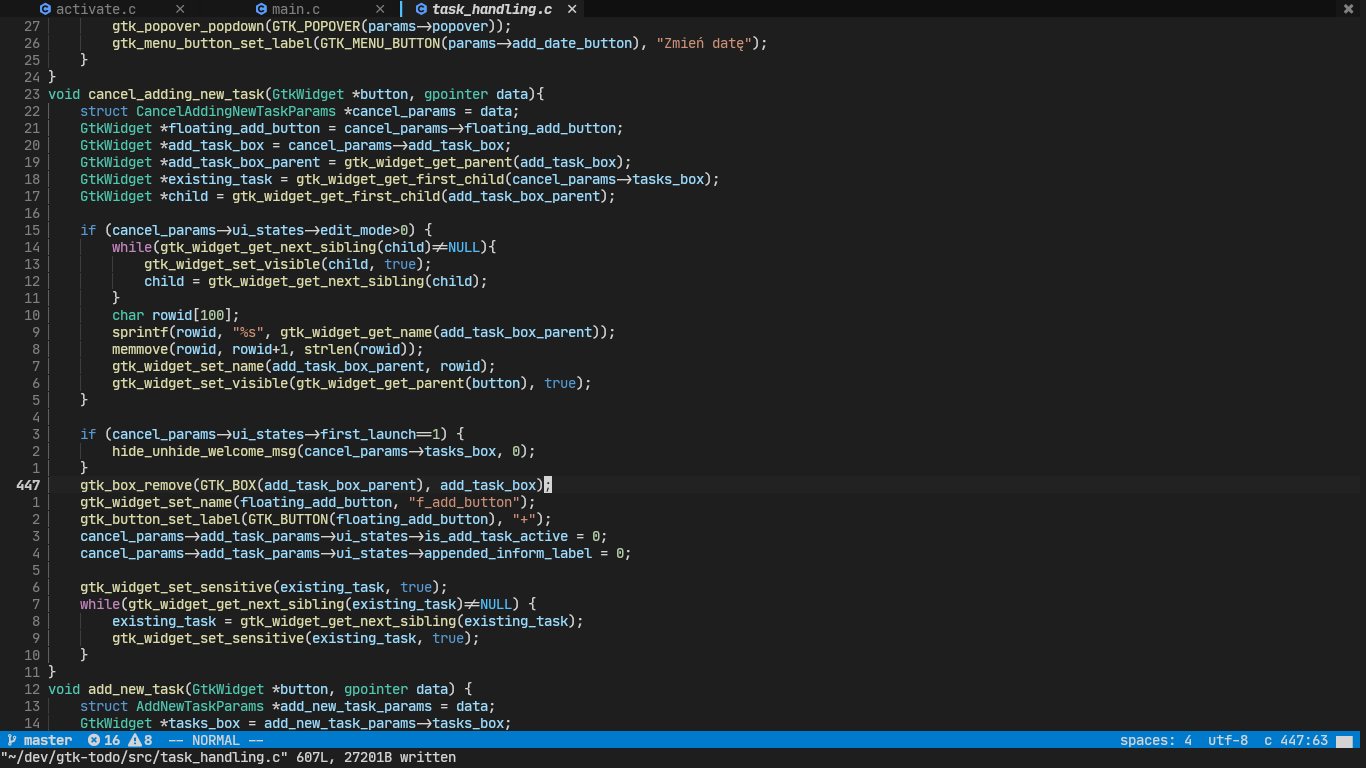 activate.c × main.c × task_handling.c × ×
27 gtk_popover_popdown(GTK_POPOVER(params->popover));
26 gtk_menu_button_set_label(GTK_MENU_BUTTON(params->add_date_button), "Zmień datę");
25 }
24 }
23 void cancel_adding_new_task(GtkWidget *button, gpointer data){
22 struct CancelAddingNewTaskParams *cancel_params = data;
21 GtkWidget *floating_add_button = cancel_params->floating_add_button;
20 GtkWidget *add_task_box = cancel_params->add_task_box;
19 GtkWidget *add_task_box_parent = gtk_widget_get_parent(add_task_box);
18 GtkWidget *existing_task = gtk_widget_get_first_child(cancel_params->tasks_box);
17 GtkWidget *child = gtk_widget_get_first_child(add_task_box_parent);
16
15 if (cancel_params->ui_states->edit_mode>0) {
14 while(gtk_widget_get_next_sibling(child)!=NULL){
13 gtk_widget_set_visible(child, true);
12 child = gtk_widget_get_next_sibling(child);
11 }
10 char rowid[100];
9 sprintf(rowid, "%s", gtk_widget_get_name(add_task_box_parent));
8 memmove(rowid, rowid+1, strlen(rowid));
7 gtk_widget_set_name(add_task_box_parent, rowid);
6 gtk_widget_set_visible(gtk_widget_get_parent(button), true);
5 }
4
3 if (cancel_params->ui_states->first_launch==1) {
2 hide_unhide_welcome_msg(cancel_params->tasks_box, 0);
1 }
447 gtk_box_remove(GTK_BOX(add_task_box_parent), add_task_box);
1 gtk_widget_set_name(floating_add_button, "f_add_button");
2 gtk_button_set_label(GTK_BUTTON(floating_add_button), "+");
3 cancel_params->add_task_params->ui_states->is_add_task_active = 0;
4 cancel_params->add_task_params->ui_states->appended_inform_label = 0;
5
6 gtk_widget_set_sensitive(existing_task, true);
7 while(gtk_widget_get_next_sibling(existing_task)!=NULL) {
8 existing_task = gtk_widget_get_next_sibling(existing_task);
9 gtk_widget_set_sensitive(existing_task, true);
10 }
11 }
12 void add_new_task(GtkWidget *button, gpointer data) {
13 struct AddNewTaskParams *add_new_task_params = data;
14 GtkWidget *tasks_box = add_new_task_params->tasks_box;
master 16 8 -- NORMAL -- spaces: 4 utf-8 c 447:63
"~/dev/gtk-todo/src/task_handling.c" 607L, 27201B written